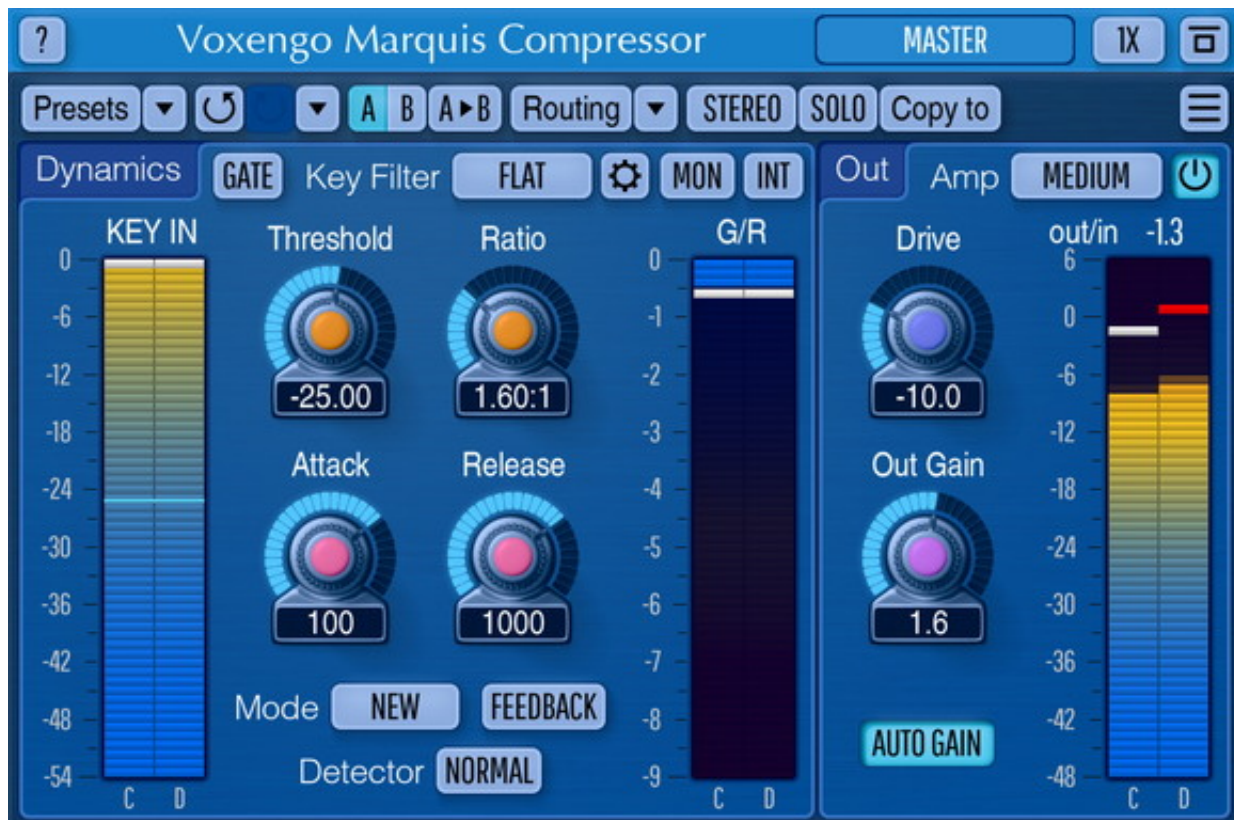 ? Voxengo Marquis Compressor MASTER 1X
Presets A B A▶B Routing STEREO SOLO Copy to
Dynamics GATE Key Filter FLAT MON INT
KEY IN
Threshold
Ratio
G/R
0
-6
-12
-18
-24
-30
-36
-42
-48
-54
C D
-25.00
1.60:1
Attack
Release
100
1000
Mode NEW FEEDBACK
Detector NORMAL
0
-1
-2
-3
-4
-5
-6
-7
-8
-9
C D
Out Amp MEDIUM
Drive
out/in -1.3
-10.0
Out Gain
1.6
AUTO GAIN
6
0
-6
-12
-18
-24
-30
-36
-42
-48
C D